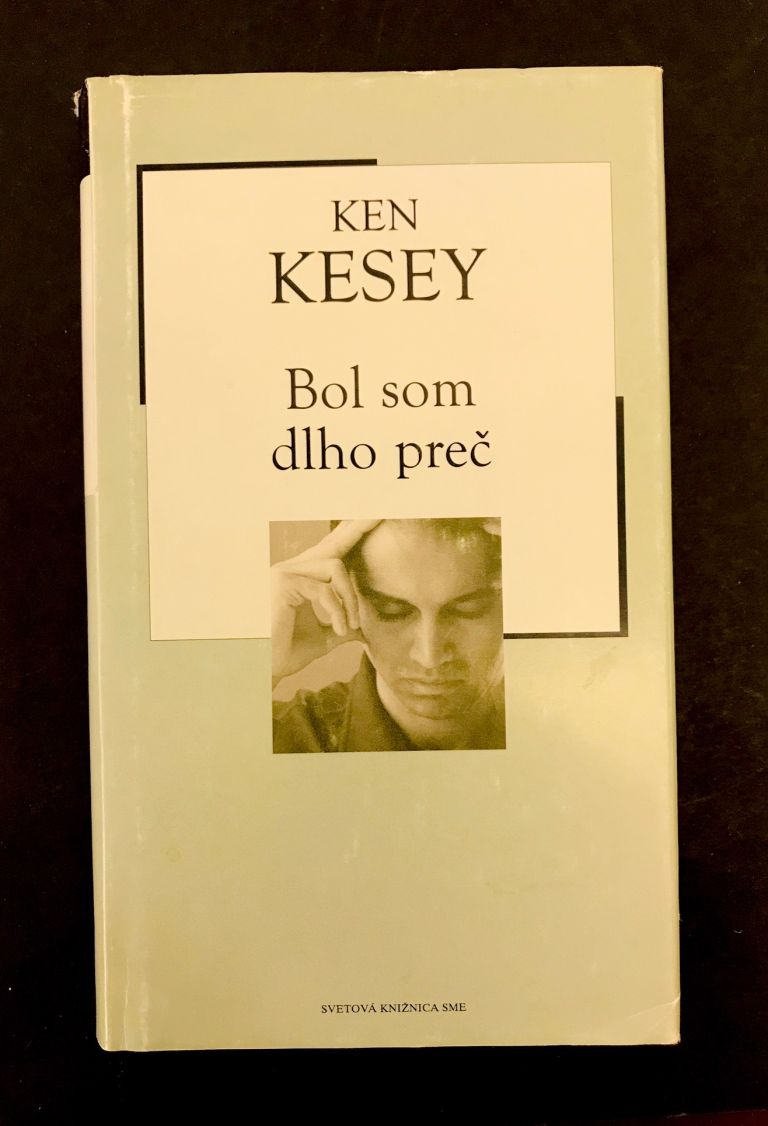 KEN
KESEY
Bol som
dlho preč
SVETOVÁ KNIŽNICA SME